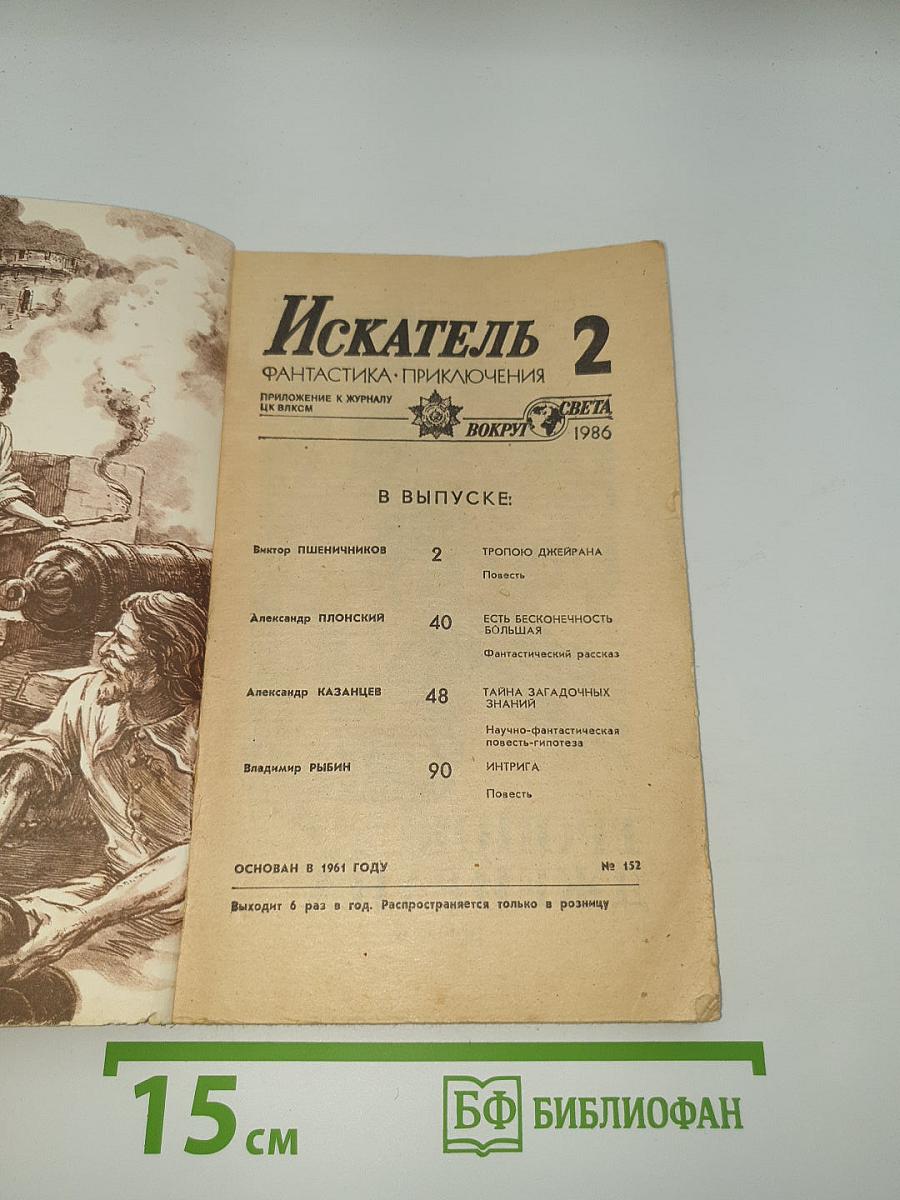 Искатель 2
ФАНТАСТИКА • ПРИКЛЮЧЕНИЯ
ПРИЛОЖЕНИЕ К ЖУРНАЛУ
ЦК ВЛКСМ
ВОКРУГ СВЕТА
1986
В ВЫПУСКЕ:
Виктор ПШЕНИЧНИКОВ 2 ТРОПОЮ ДЖЕЙРАНА
Повесть
Александр ПЛОНСКИЙ 40 ЕСТЬ БЕСКОНЕЧНОСТЬ
БОЛЬШАЯ
Фантастический рассказ
Александр КАЗАНЦЕВ 48 ТАЙНА ЗАГАДОЧНЫХ
ЗНАНИЙ
Научно-фантастическая
повесть-гипотеза
Владимир РЫБИН 90 ИНТРИГА
Повесть
ОСНОВАН В 1961 ГОДУ № 152
Выходит 6 раз в год. Распространяется только в розницу
15 см БФ БИБЛИОФАН